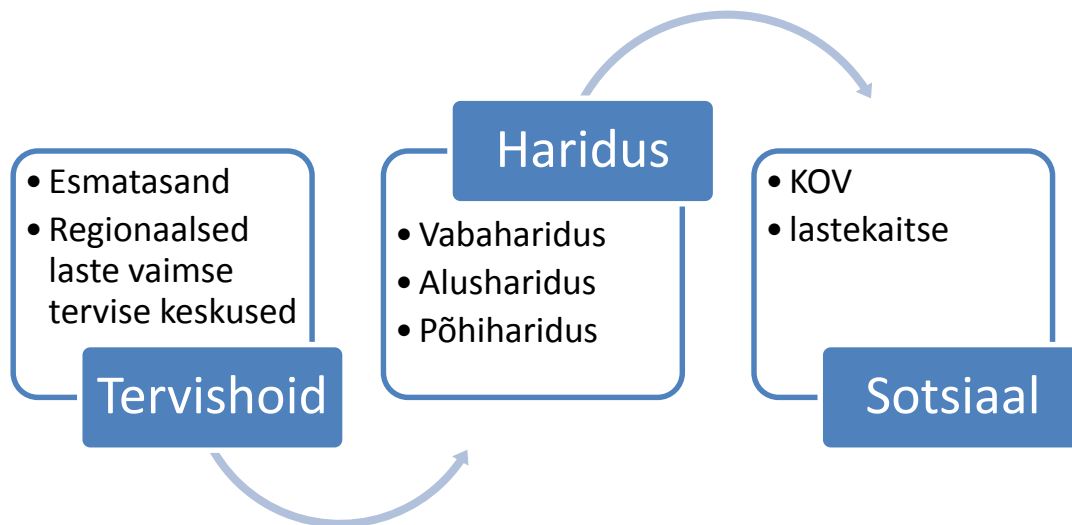 • Esmatasand
• Regionaalsed
laste vaimse
tervise keskused
Tervishoid
Haridus
• Vabaharidus
• Alusharidus
• Põhiharidus
• KOV
• lastekaitse
Sotsiaal